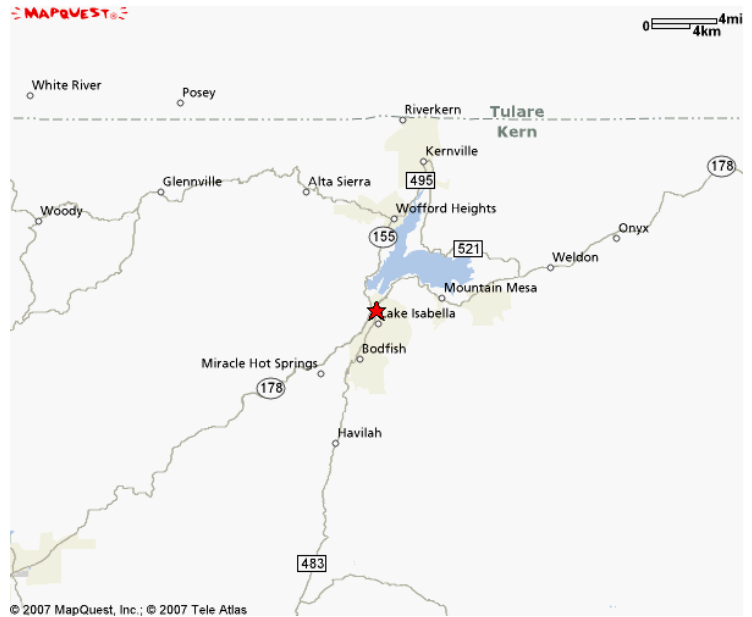 MAPQUEST®
0 4mi
4km
White River
Posey
Riverkern
Tulare
Kern
Kernville
178
495
Glennville
Alta Sierra
Woody
Wofford Heights
155
521
Onyx
Weldon
Mountain Mesa
Lake Isabella
Bodfish
Miracle Hot Springs
178
Havilah
483
© 2007 MapQuest, Inc.; © 2007 Tele Atlas